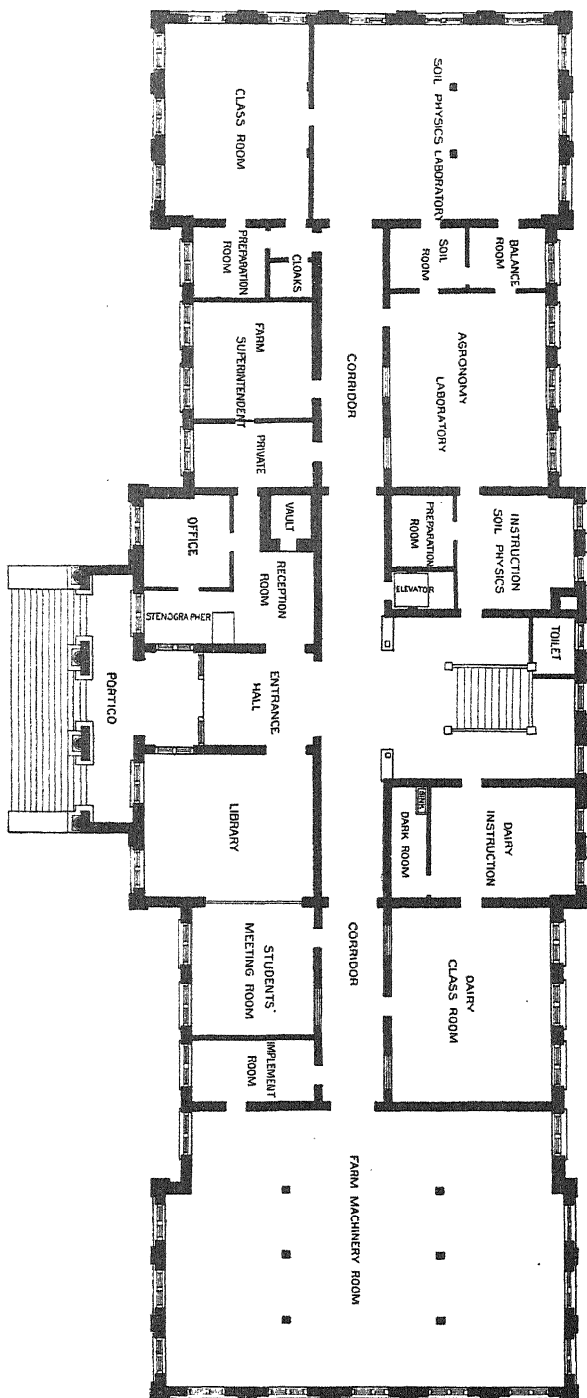 CLASS ROOM
SOIL PHYSICS LABORATORY
PREPARATION
ROOM
CLOAKS
SOIL
ROOM
BALANCE
ROOM
FARM
SUPERINTENDENT
CORRIDOR
AGRONOMY
LABORATORY
PRIVATE
OFFICE
VAULT
RECEPTION
ROOM
STENOGRAPHER
PREPARATION
ROOM
INSTRUCTION
SOIL PHYSICS
ELEVATOR
TOILET
PORTICO
ENTRANCE
HALL
LIBRARY
SINK
DARK ROOM
DAIRY
INSTRUCTION
STUDENTS'
MEETING ROOM
CORRIDOR
DAIRY
CLASS ROOM
IMPLEMENT
ROOM
FARM MACHINERY ROOM